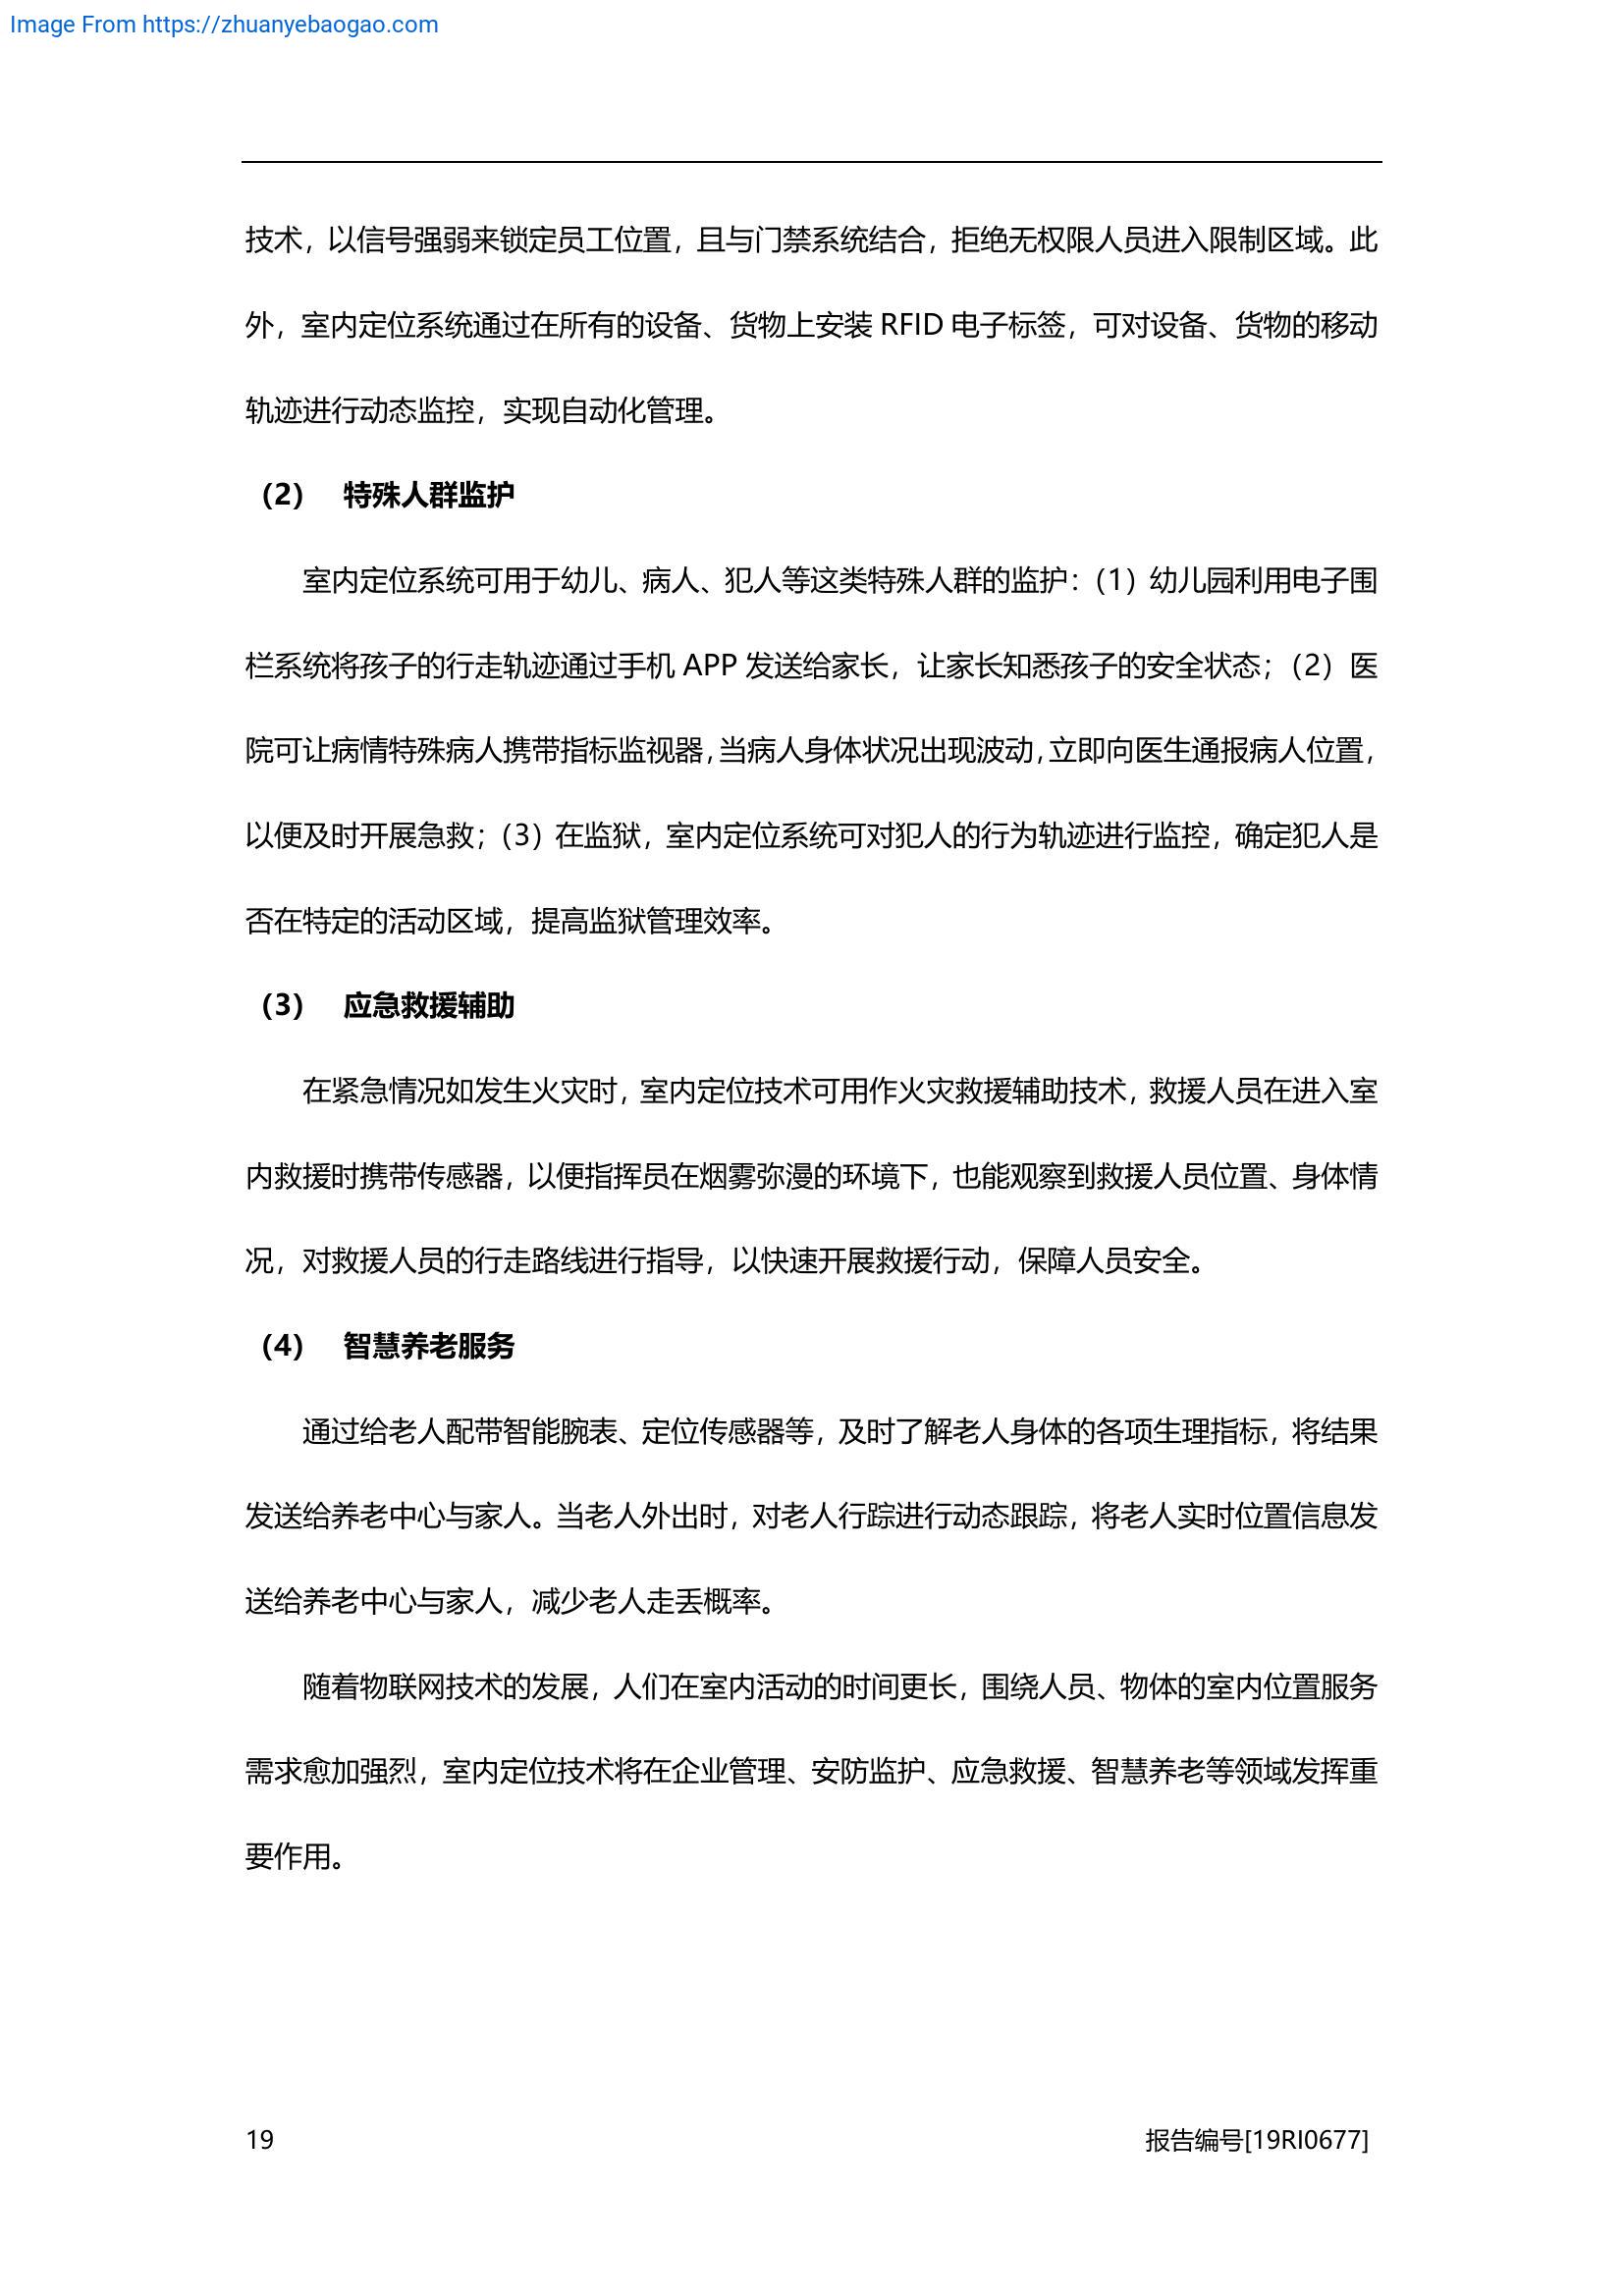 Image From https://zhuanyebaogao.com
技术，以信号强弱来锁定员工位置，且与门禁系统结合，拒绝无权限人员进入限制区域。此
外，室内定位系统通过在所有的设备、货物上安装 RFID 电子标签，可对设备、货物的移动
轨迹进行动态监控，实现自动化管理。
（2） 特殊人群监护
室内定位系统可用于幼儿、病人、犯人等这类特殊人群的监护：（1）幼儿园利用电子围
栏系统将孩子的行走轨迹通过手机 APP 发送给家长，让家长知悉孩子的安全状态；（2）医
院可让病情特殊病人携带指标监视器，当病人身体状况出现波动，立即向医生通报病人位置，
以便及时开展急救；（3）在监狱，室内定位系统可对犯人的行为轨迹进行监控，确定犯人是
否在特定的活动区域，提高监狱管理效率。
（3） 应急救援辅助
在紧急情况如发生火灾时，室内定位技术可用作火灾救援辅助技术，救援人员在进入室
内救援时携带传感器，以便指挥员在烟雾弥漫的环境下，也能观察到救援人员位置、身体情
况，对救援人员的行走路线进行指导，以快速开展救援行动，保障人员安全。
（4） 智慧养老服务
通过给老人配带智能腕表、定位传感器等，及时了解老人身体的各项生理指标，将结果
发送给养老中心与家人。当老人外出时，对老人行踪进行动态跟踪，将老人实时位置信息发
送给养老中心与家人，减少老人走丢概率。
随着物联网技术的发展，人们在室内活动的时间更长，围绕人员、物体的室内位置服务
需求愈加强烈，室内定位技术将在企业管理、安防监护、应急救援、智慧养老等领域发挥重
要作用。
19 报告编号[19RI0677]